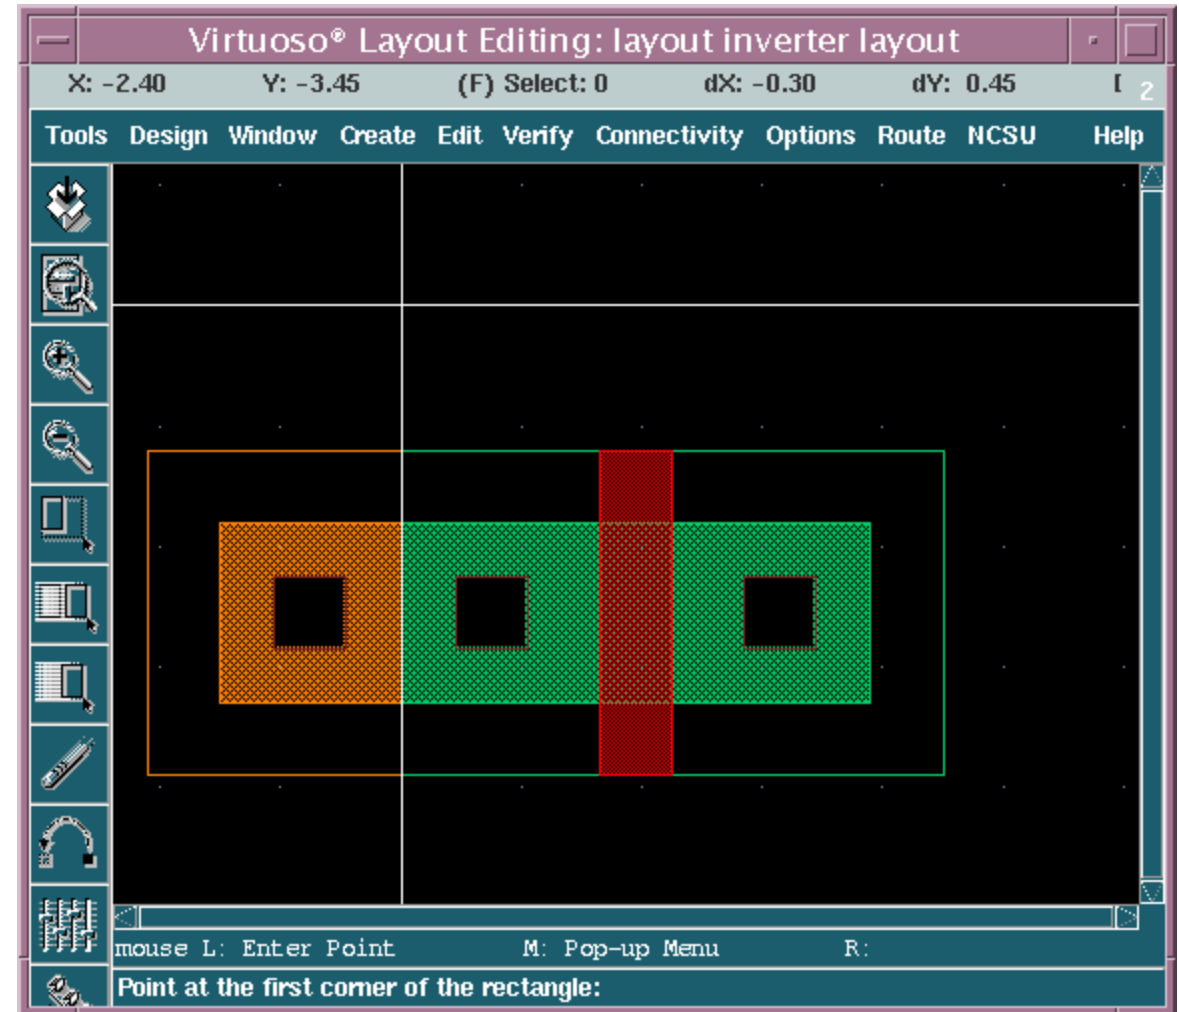 Virtuoso® Layout Editing: layout inverter layout
X: -2.40 Y: -3.45 (F) Select: 0 dX: -0.30 dY: 0.45 2
Tools Design Window Create Edit Verify Connectivity Options Route NCSU Help
mouse L: Enter Point M: Pop-up Menu R:
Point at the first corner of the rectangle: